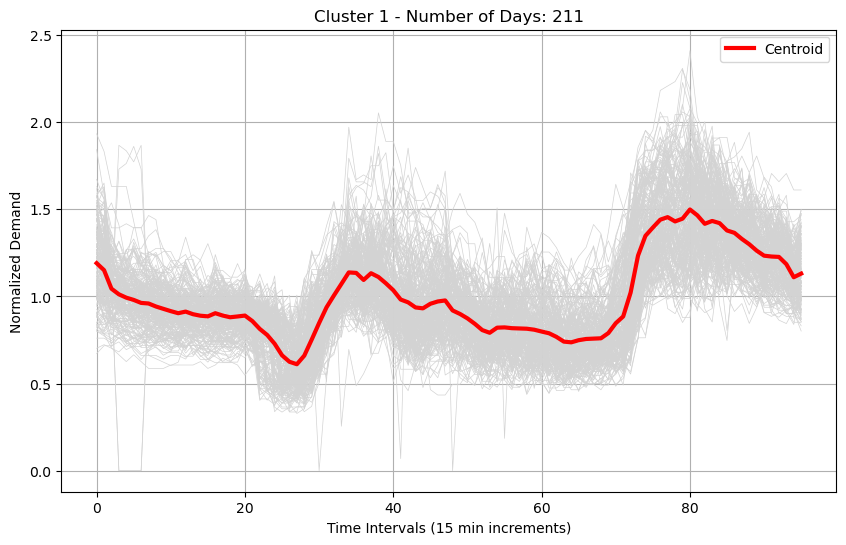 Cluster 1 - Number of Days: 211
Centroid
2.5
2.0
1.5
1.0
0.5
0.0
Normalized Demand
0 20 40 60 80
Time Intervals (15 min increments)